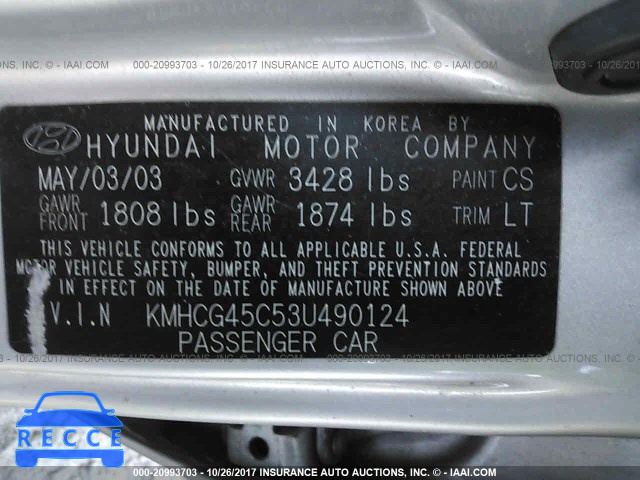 000-20993703 - 10/26/2017 INSURANCE AUTO AUCTIONS, INC. - IAAI.COM
MANUFACTURED IN KOREA BY
HYUNDAI MOTOR COMPANY
MAY/03/03 GVWR 3428 lbs PAINT CS
GAWR FRONT 1808 lbs GAWR REAR 1874 lbs TRIM LT
THIS VEHICLE CONFORMS TO ALL APPLICABLE U.S.A. FEDERAL
MOTOR VEHICLE SAFETY, BUMPER, AND THEFT PREVENTION STANDARDS
IN EFFECT ON THE DATE OF MANUFACTURE SHOWN ABOVE.
V.I.N KMHCG45C53U490124
PASSENGER CAR
RECCE
000-20993703 - 10/26/2017 INSURANCE AUTO AUCTIONS, INC. - IAAI.COM